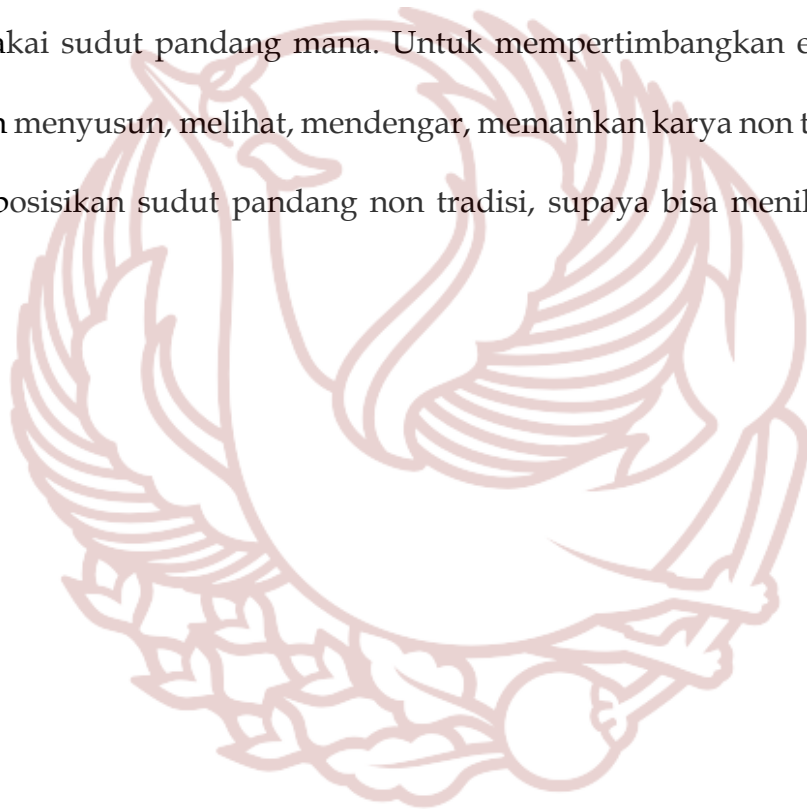 akai sudut pandang mana. Untuk mempertimbangkan e
menyusun, melihat, mendengar, memainkan karya non t
posisikan sudut pandang non tradisi, supaya bisa menil